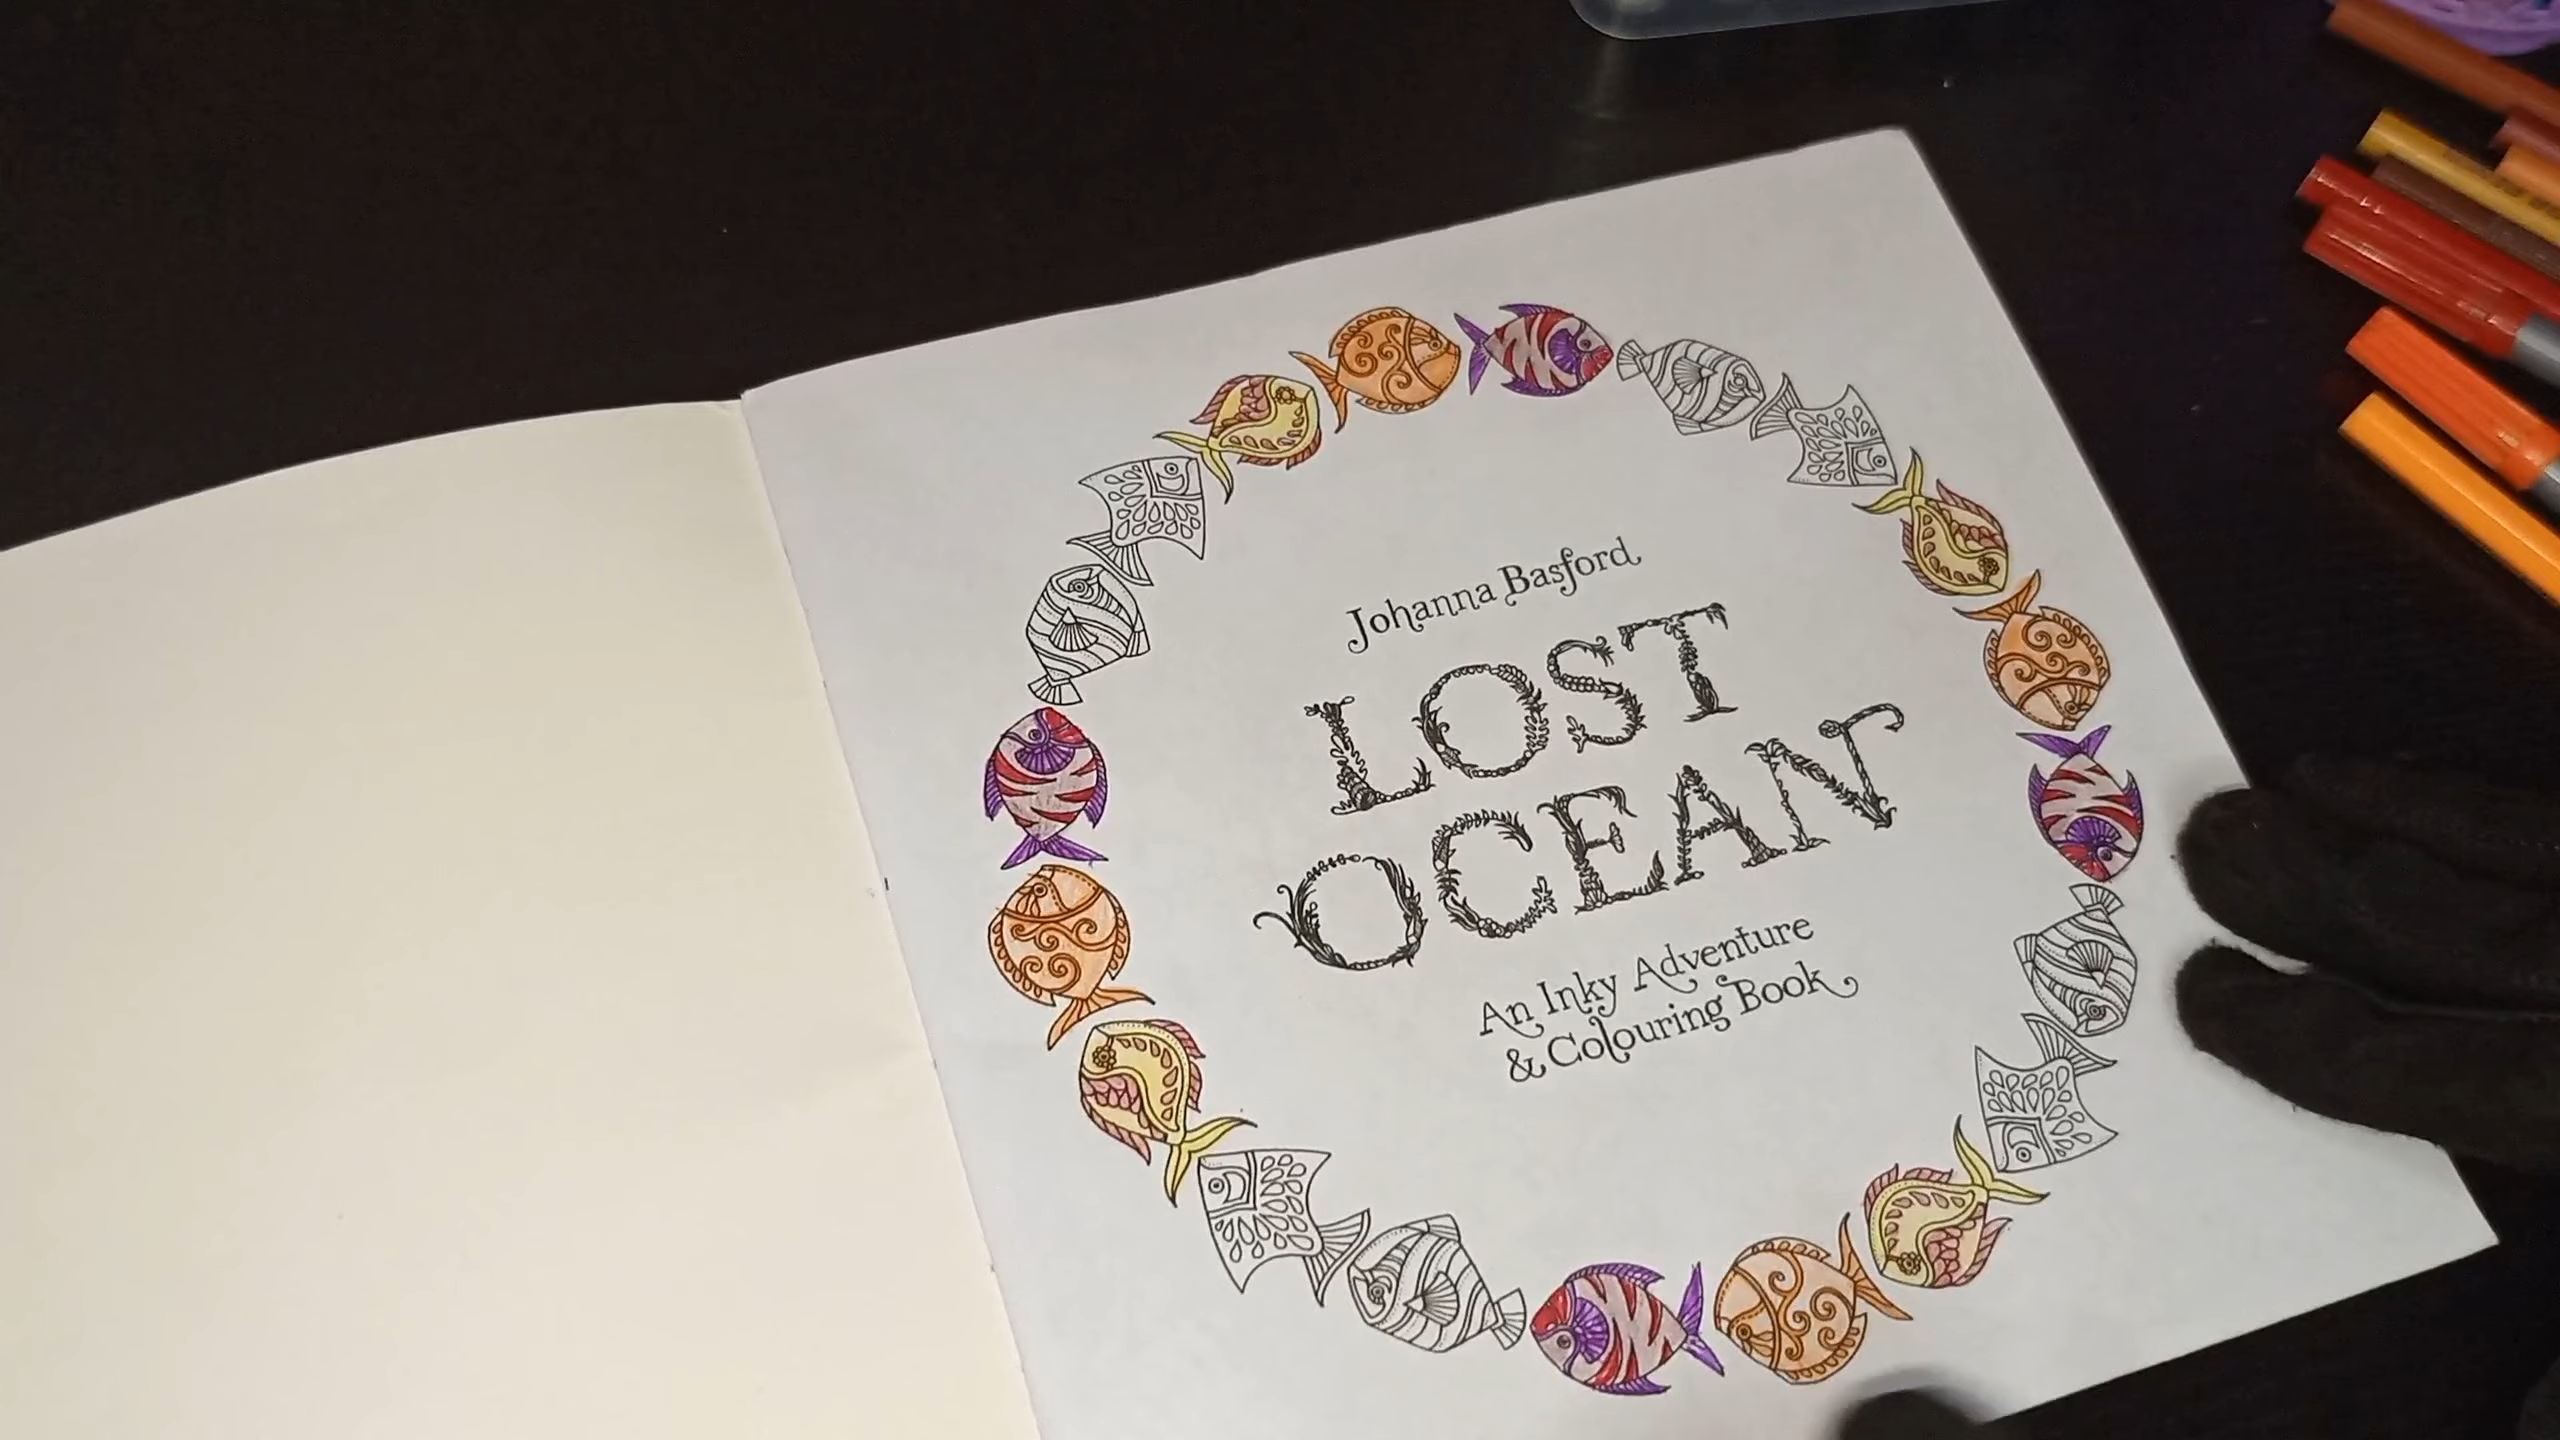 Johanna Basford
LOST
OCEAN
An Inky Adventure
& Colouring Book